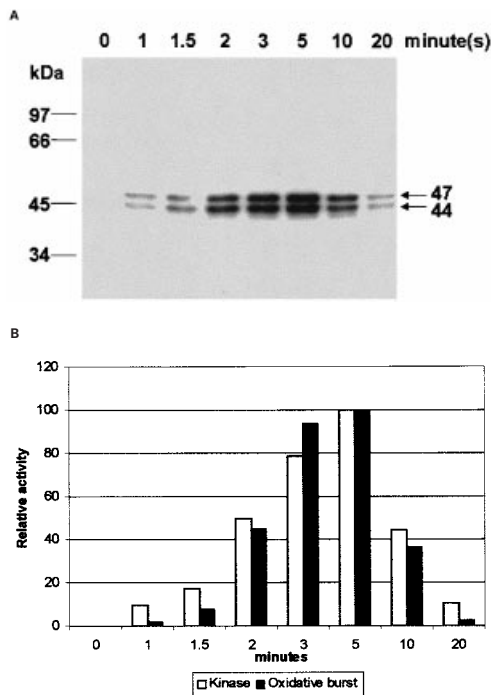 A
0 1 1.5 2 3 5 10 20 minute(s)
kDa
97
66
47
45
44
34
B
120
100
80
60
40
20
0
Relative activity
0 1 1.5 2 3 5 10 20
minutes
Kinase Oxidative burst